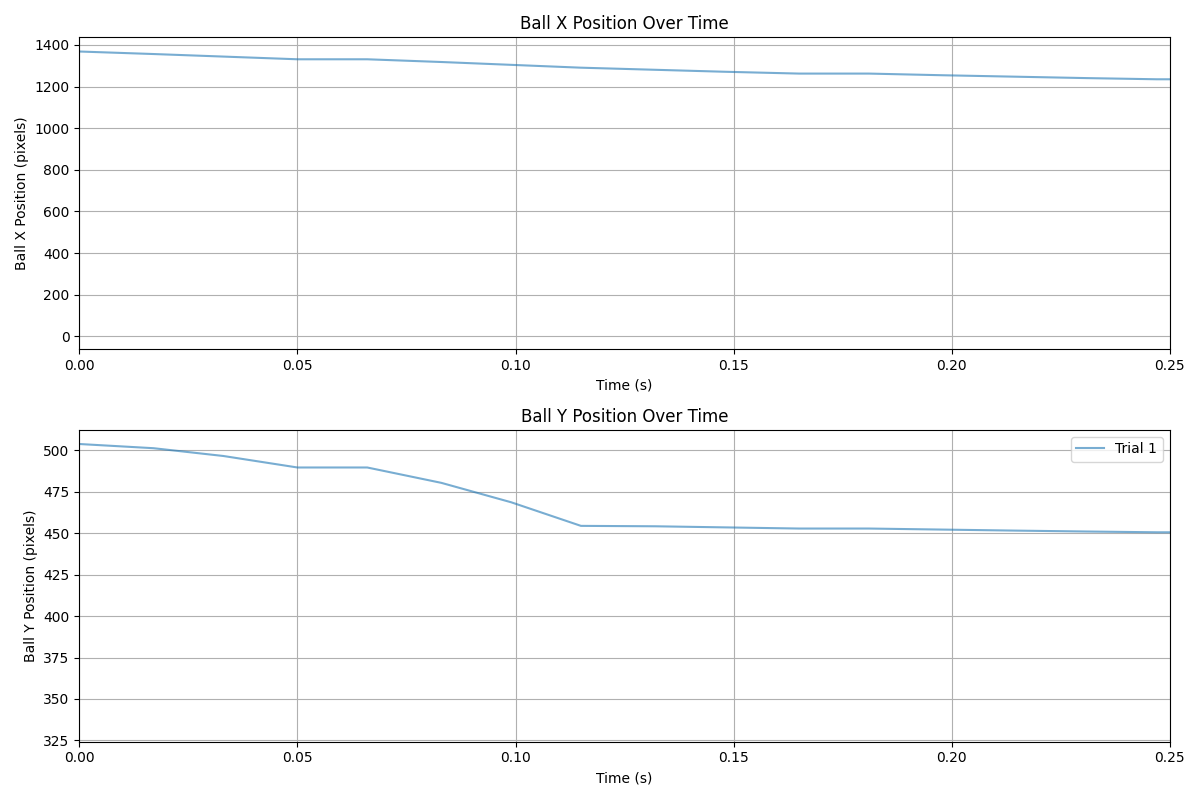 Ball X Position Over Time
1400
1200
1000
800
600
400
200
0
Ball X Position (pixels)
0.00 0.05 0.10 0.15 0.20 0.25
Time (s)
Ball Y Position Over Time
Trial 1
500
475
450
425
400
375
350
325
Ball Y Position (pixels)
0.00 0.05 0.10 0.15 0.20 0.25
Time (s)